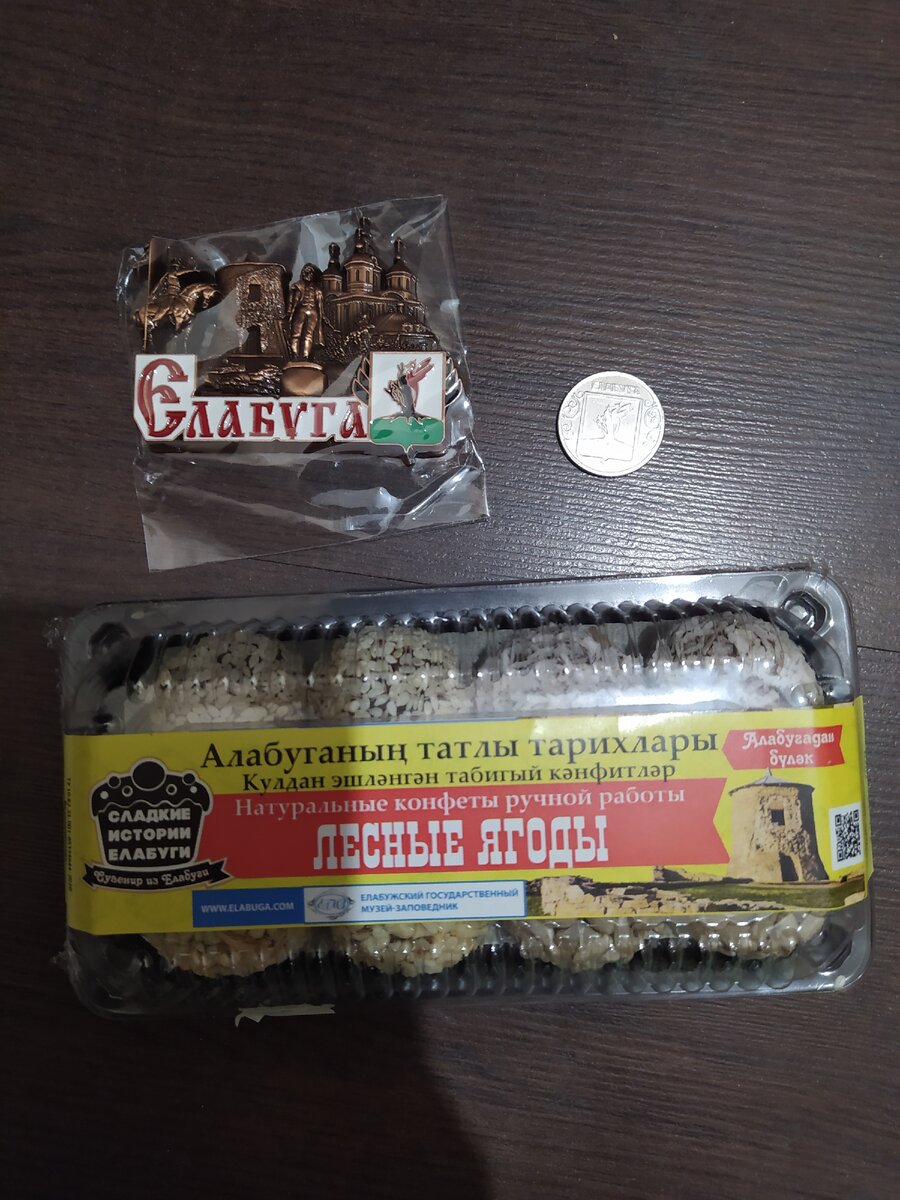 Елабуга
ЕЛАБУГА
Алабуганың татлы тарихлары
Кулдан эшләнгән табигый кәнфитләр
Алабугадан
бүләк
Натуральные конфеты ручной работы
ЛЕСНЫЕ ЯГОДЫ
СЛАДКИЕ
ИСТОРИИ
ЕЛАБУГИ
Сувенир из Елабуги
WWW.ELABUGA.COM
ЕЛАБУЖСКИЙ ГОСУДАРСТВЕННЫЙ
МУЗЕЙ-ЗАПОВЕДНИК